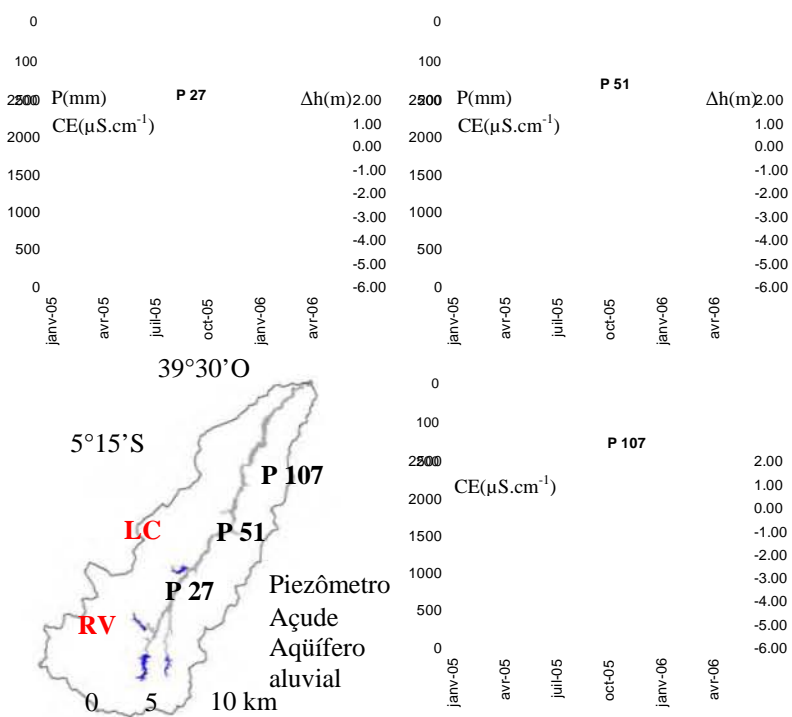 0
100
200
P 27
P(mm)
Δh(m)
CE(µS.cm-1)
2500
2000
1500
1000
500
0
2.00
1.00
0.00
-1.00
-2.00
-3.00
-4.00
-5.00
-6.00
janv-05
avr-05
juil-05
oct-05
janv-06
avr-06
0
100
200
P 51
P(mm)
Δh(m)
CE(µS.cm-1)
2500
2000
1500
1000
500
0
2.00
1.00
0.00
-1.00
-2.00
-3.00
-4.00
-5.00
-6.00
janv-05
avr-05
juil-05
oct-05
janv-06
avr-06
39°30’O
5°15’S
P 107
LC
P 51
P 27
RV
Piezômetro
Açude
Aqüífero
aluvial
0 5 10 km
0
100
200
P 107
CE(µS.cm-1)
2500
2000
1500
1000
500
0
2.00
1.00
0.00
-1.00
-2.00
-3.00
-4.00
-5.00
-6.00
janv-05
avr-05
juil-05
oct-05
janv-06
avr-06